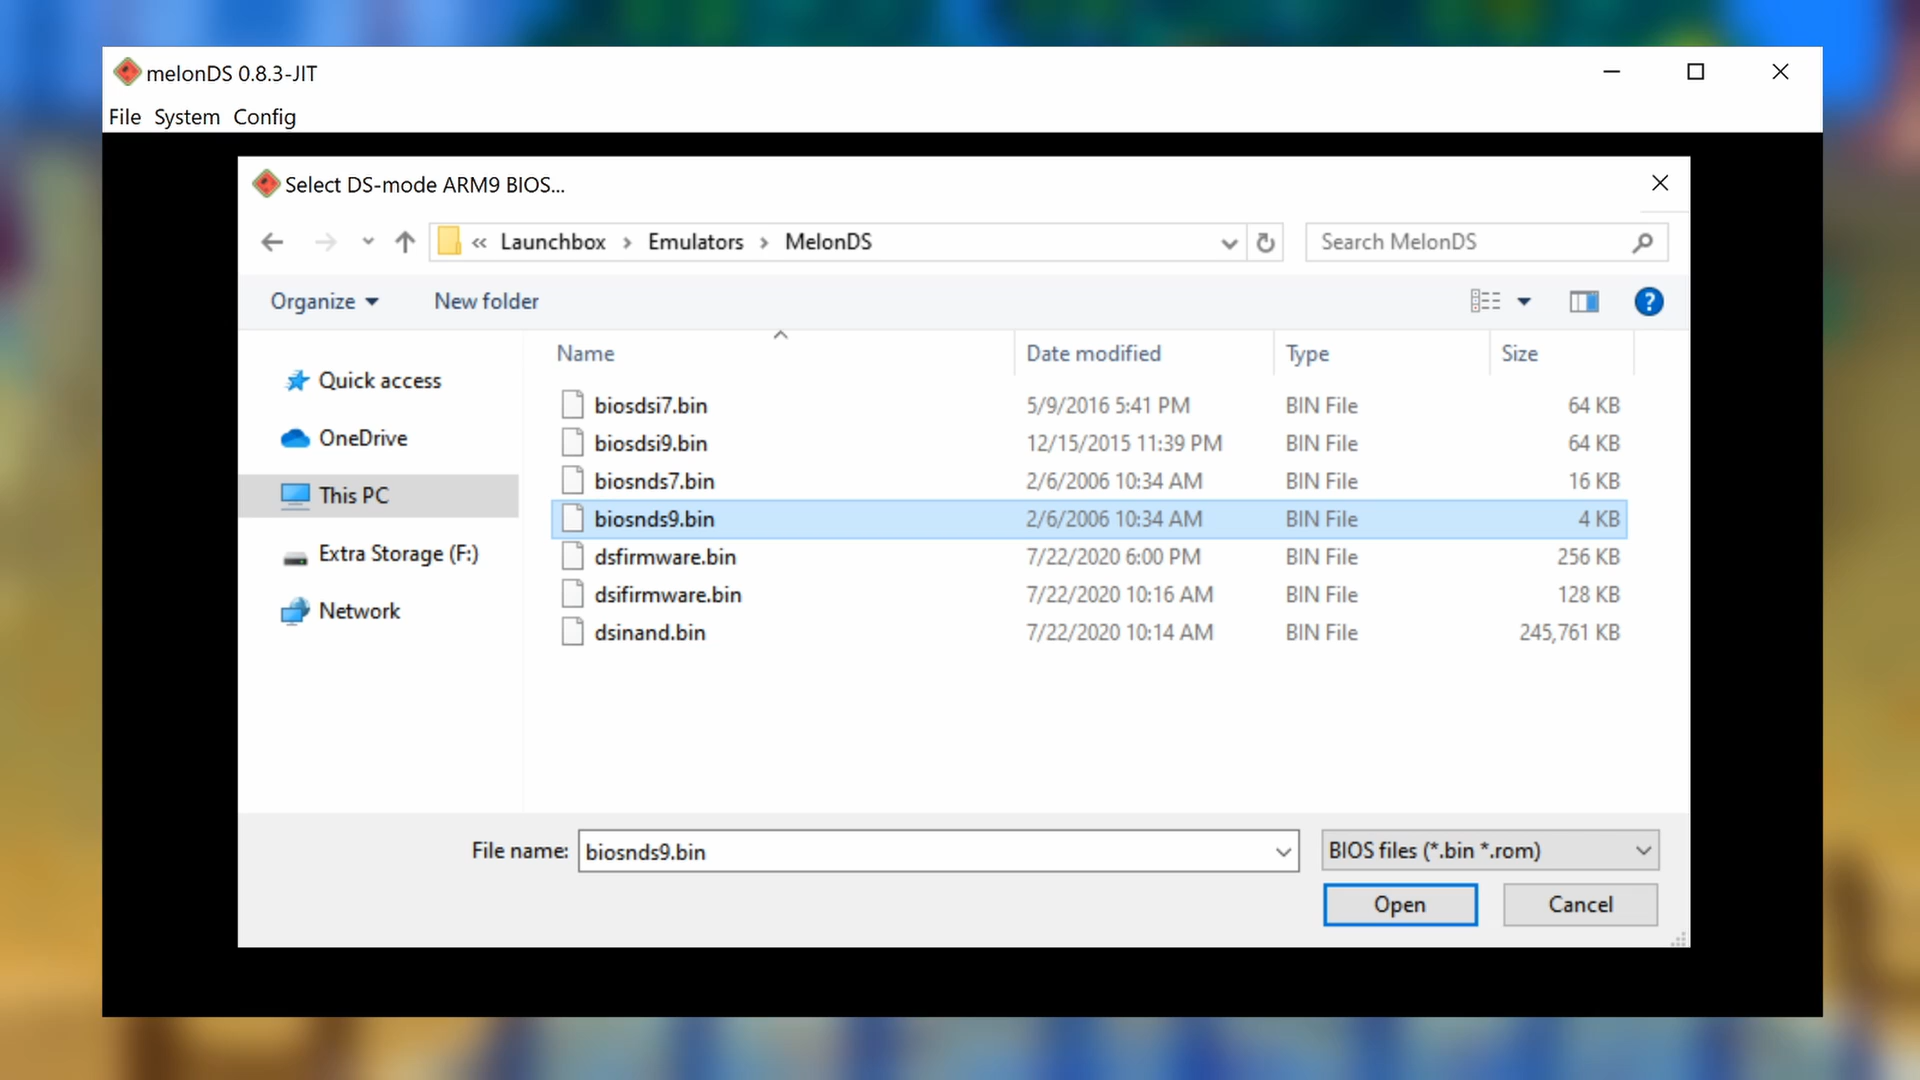 melonDS 0.8.3-JIT
File System Config
Select DS-mode ARM9 BIOS...
« Launchbox › Emulators › MelonDS Search MelonDS
Organize New folder ?
Name Date modified Type Size
Quick access
OneDrive
This PC
Extra Storage (F:)
Network
biosdsi7.bin 5/9/2016 5:41 PM BIN File 64 KB
biosdsi9.bin 12/15/2015 11:39 PM BIN File 64 KB
biosnds7.bin 2/6/2006 10:34 AM BIN File 16 KB
biosnds9.bin 2/6/2006 10:34 AM BIN File 4 KB
dsfirmware.bin 7/22/2020 6:00 PM BIN File 256 KB
dsifirmware.bin 7/22/2020 10:16 AM BIN File 128 KB
dsinand.bin 7/22/2020 10:14 AM BIN File 245,761 KB
File name: biosnds9.bin BIOS files (*.bin *.rom)
Open Cancel